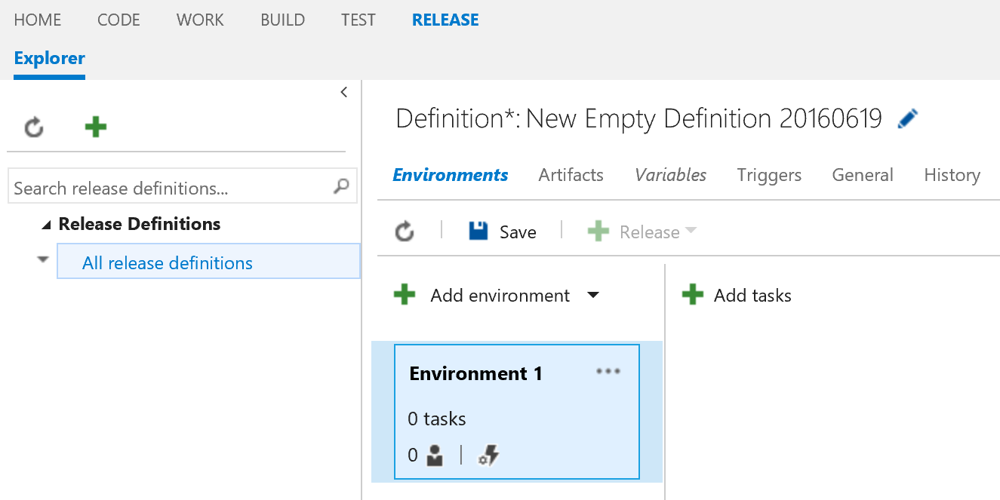 HOME CODE WORK BUILD TEST RELEASE
Explorer
Definition*: New Empty Definition 20160619
Search release definitions...
Release Definitions
All release definitions
Environments Artifacts Variables Triggers General History
Save Release
Add environment Add tasks
Environment 1
0 tasks
0